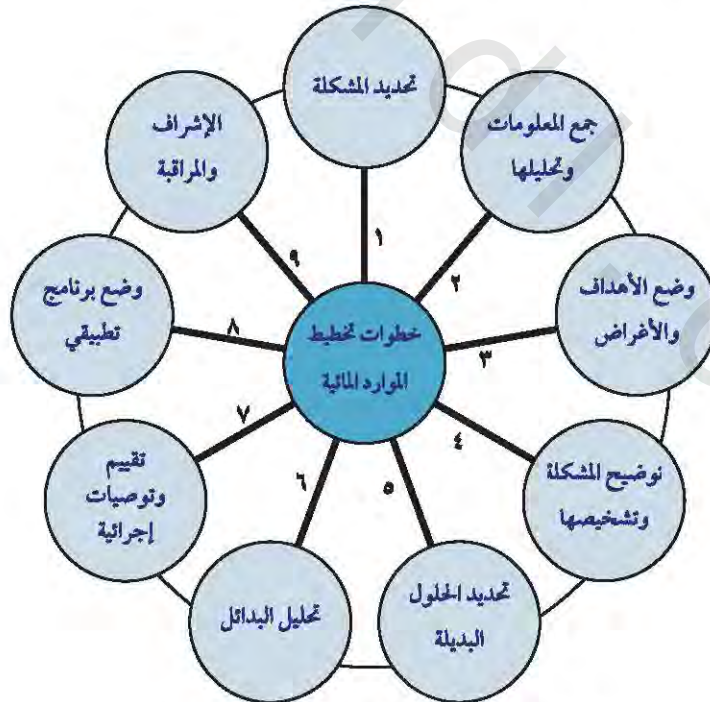 خطوات تخطيط
الموارد المائية
١
تحديد المشكلة
٢
جمع المعلومات
وتحليلها
٣
وضع الأهداف
والأغراض
٤
نوضيح المشكلة
وتشخيصها
٥
تحديد الحلول
البديلة
٦
تحليل البدائل
٧
تقييم
وتوصيات
إجرائية
٨
وضع برنامج
تطبيقي
٩
الإشراف
والمراقبة